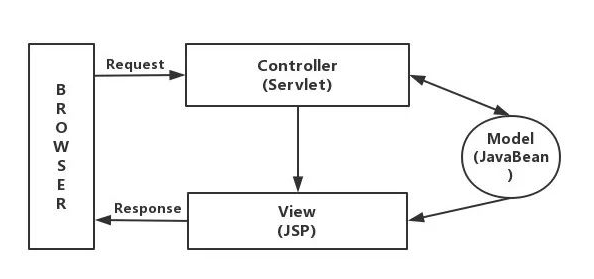 B
R
O
W
S
E
R
Request
Controller
(Servlet)
Model
(JavaBean
)
Response
View
(JSP)